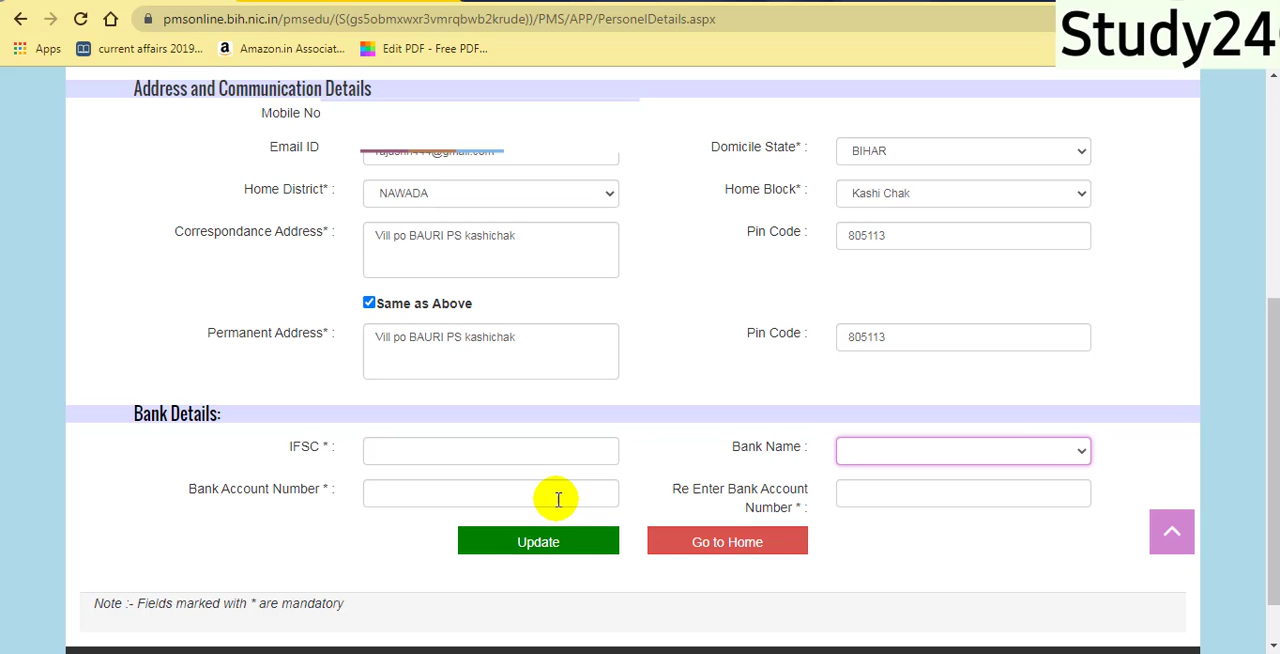 pmsonline.bih.nic.in/pmsedu/(S(gs5obmxwxr3vmrqbwb2krude))/PMS/APP/PersonelDetails.aspx
Study24
Apps current affairs 2019... Amazon.in Associat... Edit PDF - Free PDF...
Address and Communication Details
Mobile No
Email ID
Domicile State* : BIHAR
Home District* : NAWADA
Home Block* : Kashi Chak
Correspondance Address* : Vill po BAURI PS kashichak
Pin Code : 805113
Same as Above
Permanent Address* : Vill po BAURI PS kashichak
Pin Code : 805113
Bank Details:
IFSC * :
Bank Name :
Bank Account Number * :
Re Enter Bank Account
Number * :
Update
Go to Home
Note :- Fields marked with * are mandatory